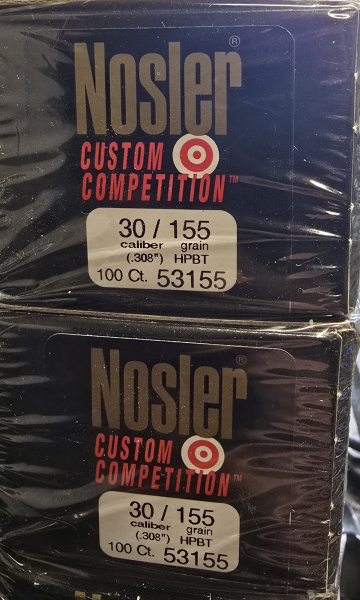 Nosler®
CUSTOM
COMPETITION™
30 / 155
caliber grain
(.308") HPBT
100 Ct. 53155
Nosler®
CUSTOM
COMPETITION™
30 / 155
caliber grain
(.308") HPBT
100 Ct. 53155